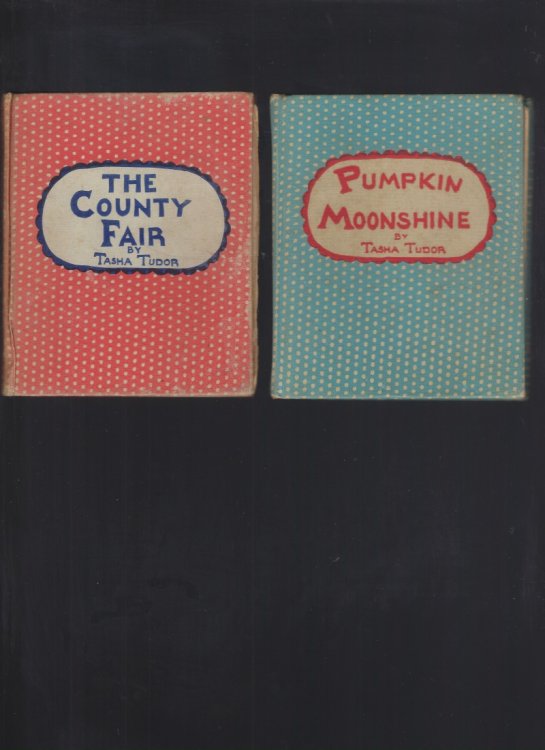 THE
COUNTY
FAIR
BY
TASHA TUDOR
PUMPKIN
MOONSHINE
BY
TASHA TUDOR